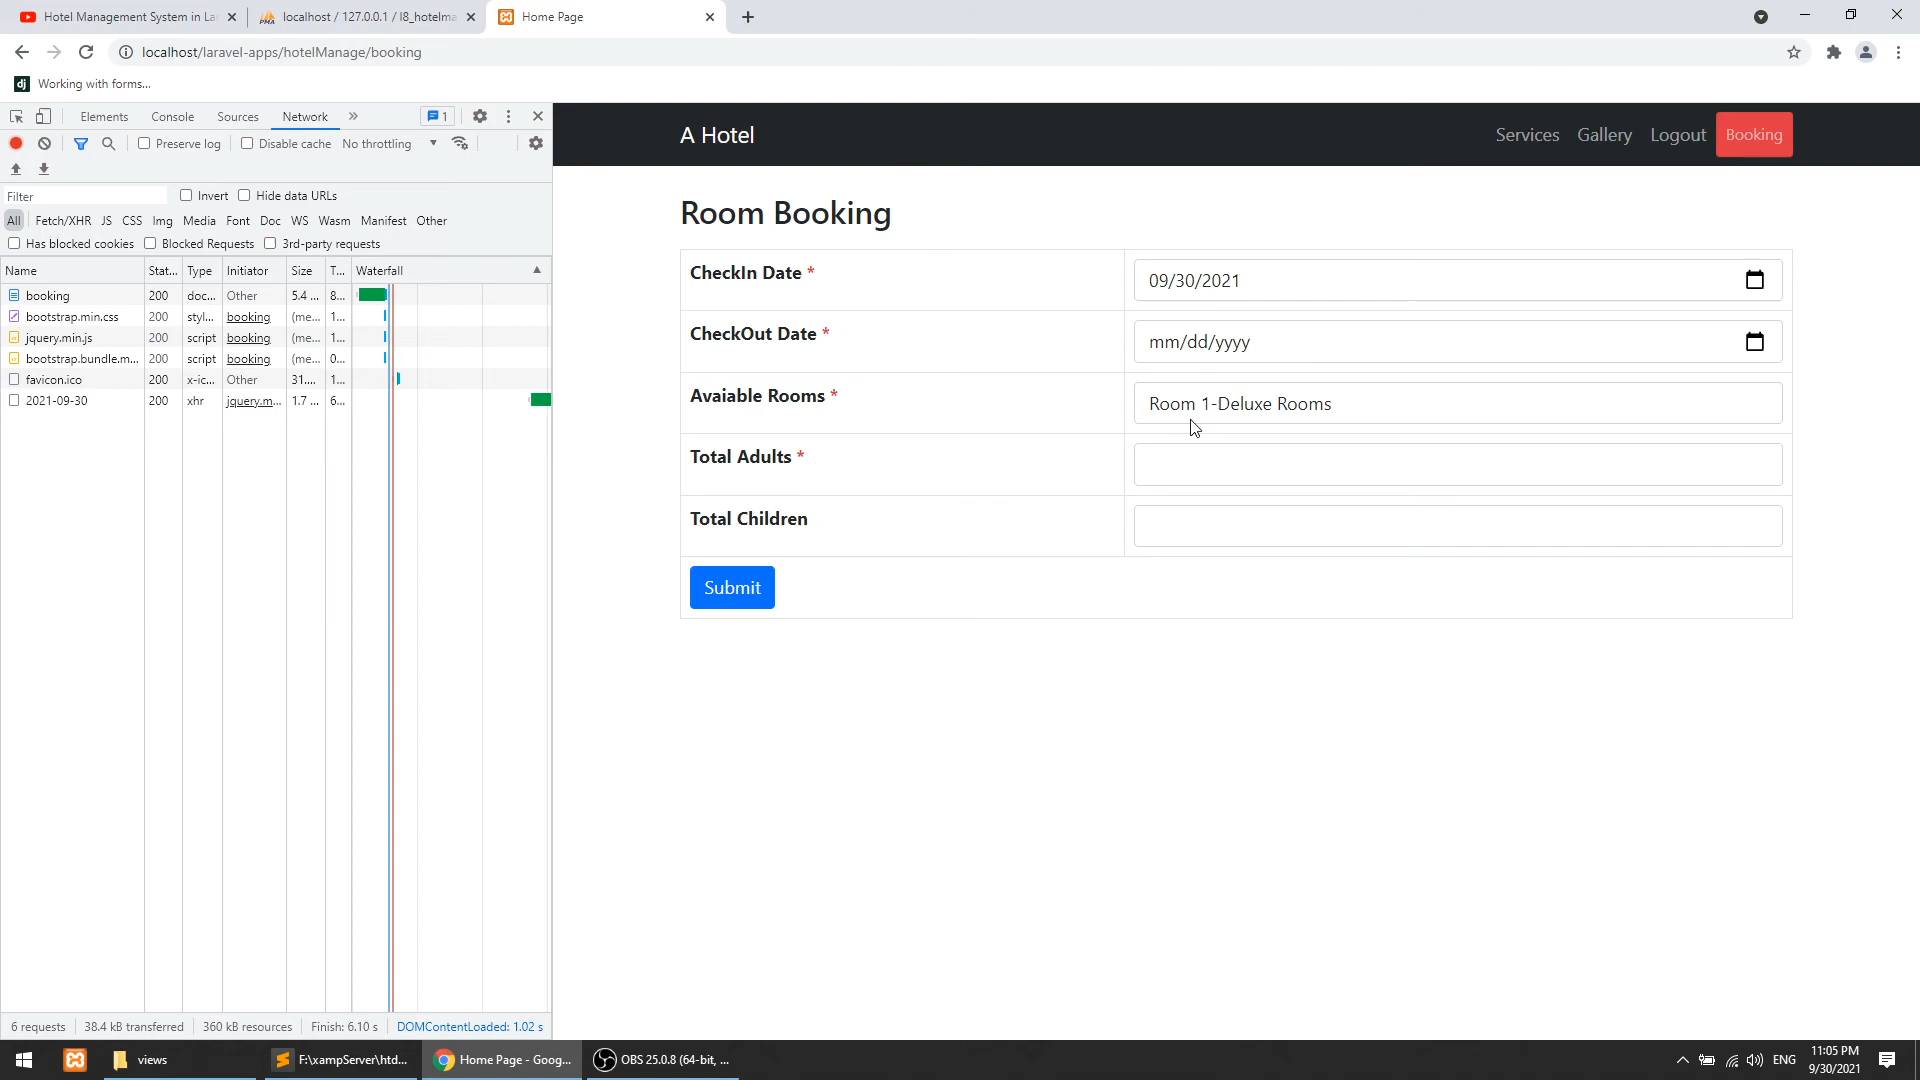 Hotel Management System in La
localhost / 127.0.0.1 / l8_hotelma
Home Page
localhost/laravel-apps/hotelManage/booking
dj Working with forms...
Elements Console Sources Network » 1
Preserve log Disable cache No throttling
Filter Invert Hide data URLs
All Fetch/XHR JS CSS Img Media Font Doc WS Wasm Manifest Other
Has blocked cookies Blocked Requests 3rd-party requests
Name Stat... Type Initiator Size T... Waterfall
booking 200 doc... Other 5.4 ... 8...
bootstrap.min.css 200 styl... booking (me... 1...
jquery.min.js 200 script booking (me... 1...
bootstrap.bundle.m... 200 script booking (me... 0...
favicon.ico 200 x-ic... Other 31.... 1...
2021-09-30 200 xhr jquery.m... 1.7 ... 6...
6 requests 38.4 kB transferred 360 kB resources Finish: 6.10 s DOMContentLoaded: 1.02 s
A Hotel Services Gallery Logout Booking
Room Booking
CheckIn Date * 09/30/2021
CheckOut Date * mm/dd/yyyy
Avaiable Rooms * Room 1-Deluxe Rooms
Total Adults *
Total Children
Submit
views
F:\xampServer\htd...
Home Page - Goog...
OBS 25.0.8 (64-bit, ...
ENG
11:05 PM
9/30/2021